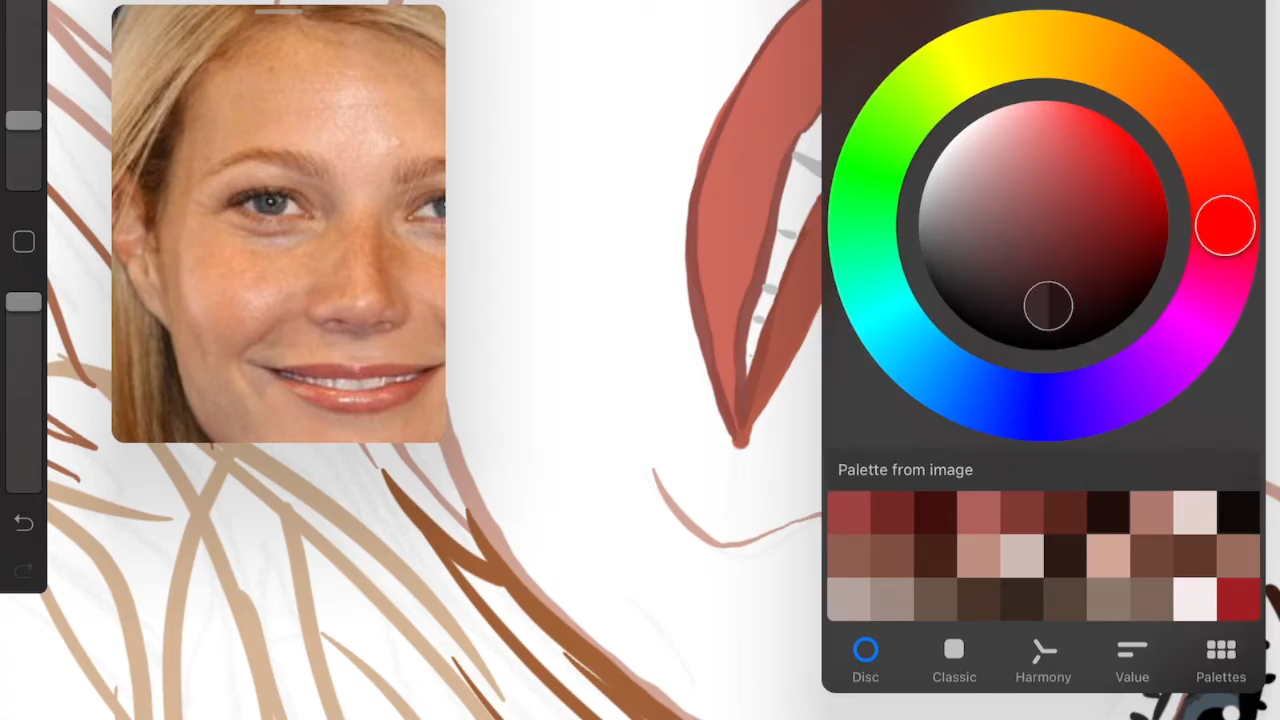 Palette from image
Disc
Classic
Harmony
Value
Palettes